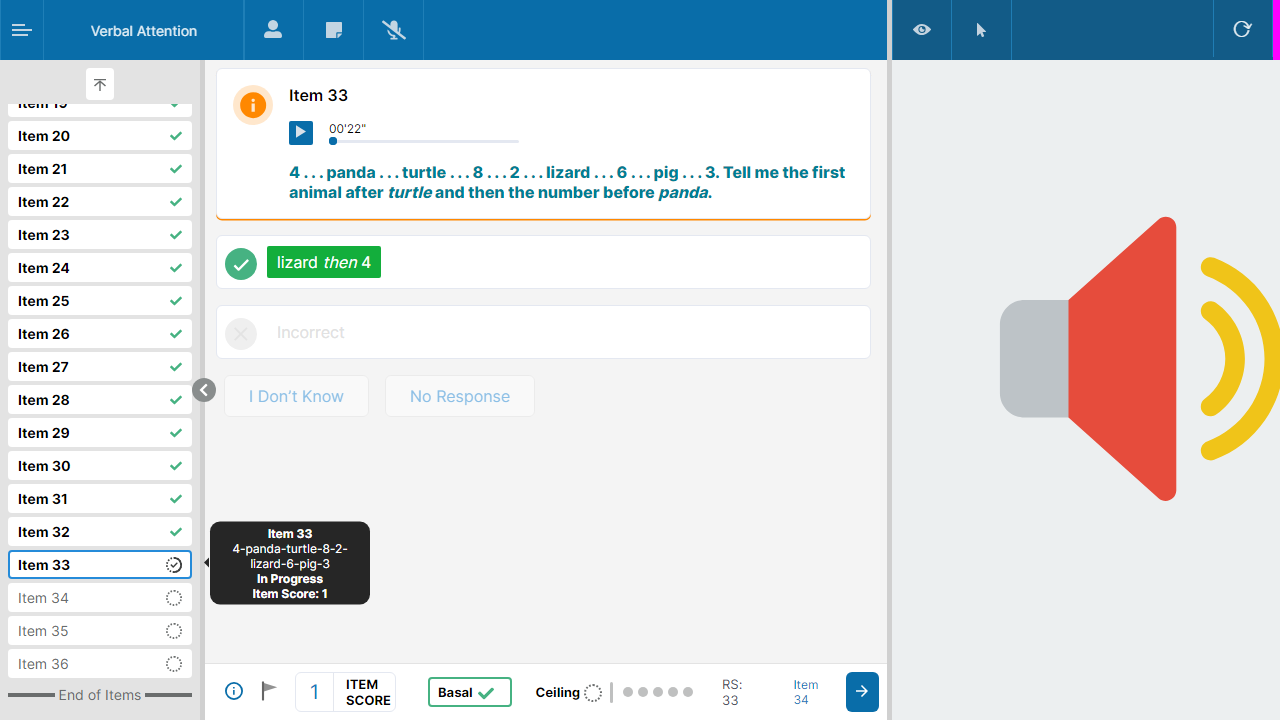 Verbal Attention
Item 19
Item 20
Item 21
Item 22
Item 23
Item 24
Item 25
Item 26
Item 27
Item 28
Item 29
Item 30
Item 31
Item 32
Item 33
Item 34
Item 35
Item 36
End of Items
Item 33
00'22"
4 . . . panda . . . turtle . . . 8 . . . 2 . . . lizard . . . 6 . . . pig . . . 3. Tell me the first
animal after turtle and then the number before panda.
lizard then 4
Incorrect
I Don't Know
No Response
Item 33
4-panda-turtle-8-2-
lizard-6-pig-3
In Progress
Item Score: 1
1
ITEM
SCORE
Basal
Ceiling
RS:
33
Item
34